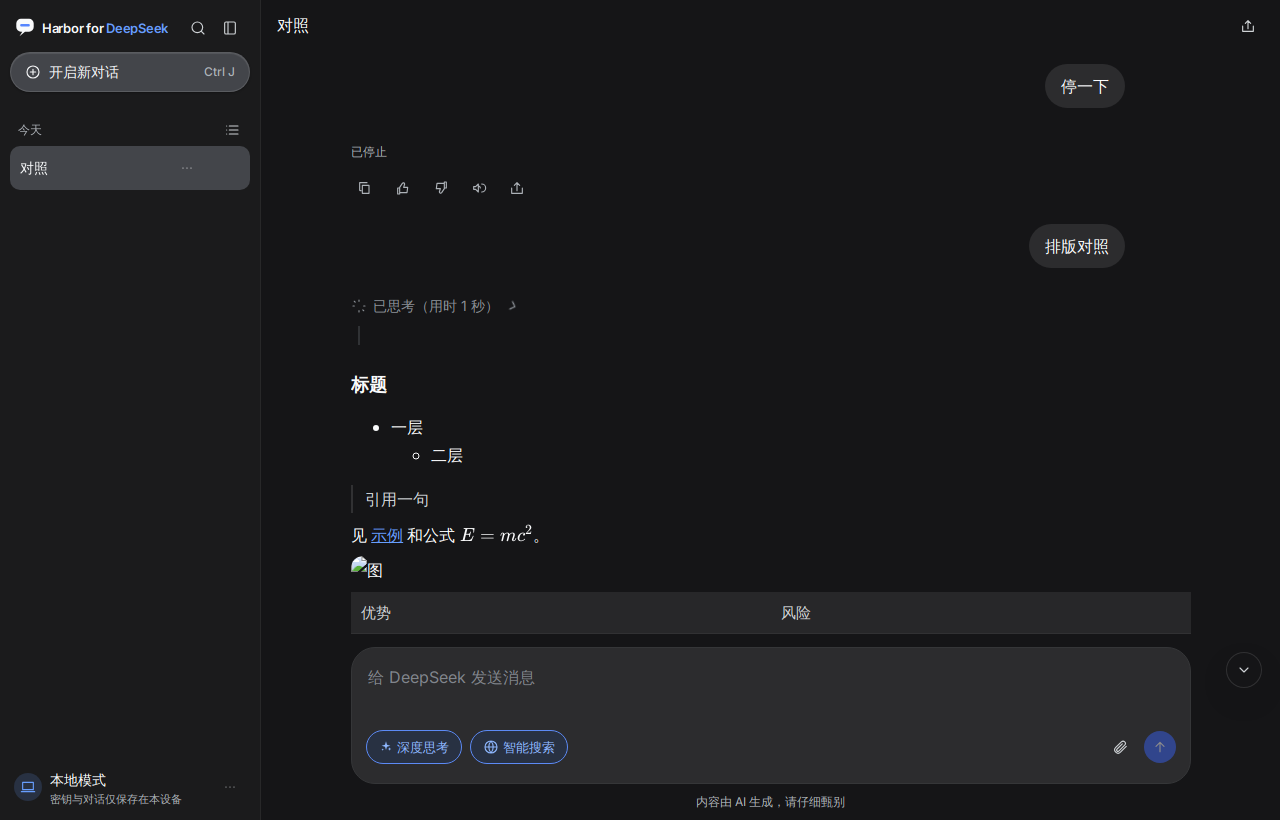 Harbor for DeepSeek
开启新对话 Ctrl J
今天
对照
本地模式
密钥与对话仅保存在本设备
对照
停一下
已停止
排版对照
已思考（用时 1 秒）
标题
一层
二层
引用一句
见 示例 和公式 E = mc²。
图
优势 风险
给 DeepSeek 发送消息
深度思考 智能搜索
内容由 AI 生成，请仔细甄别